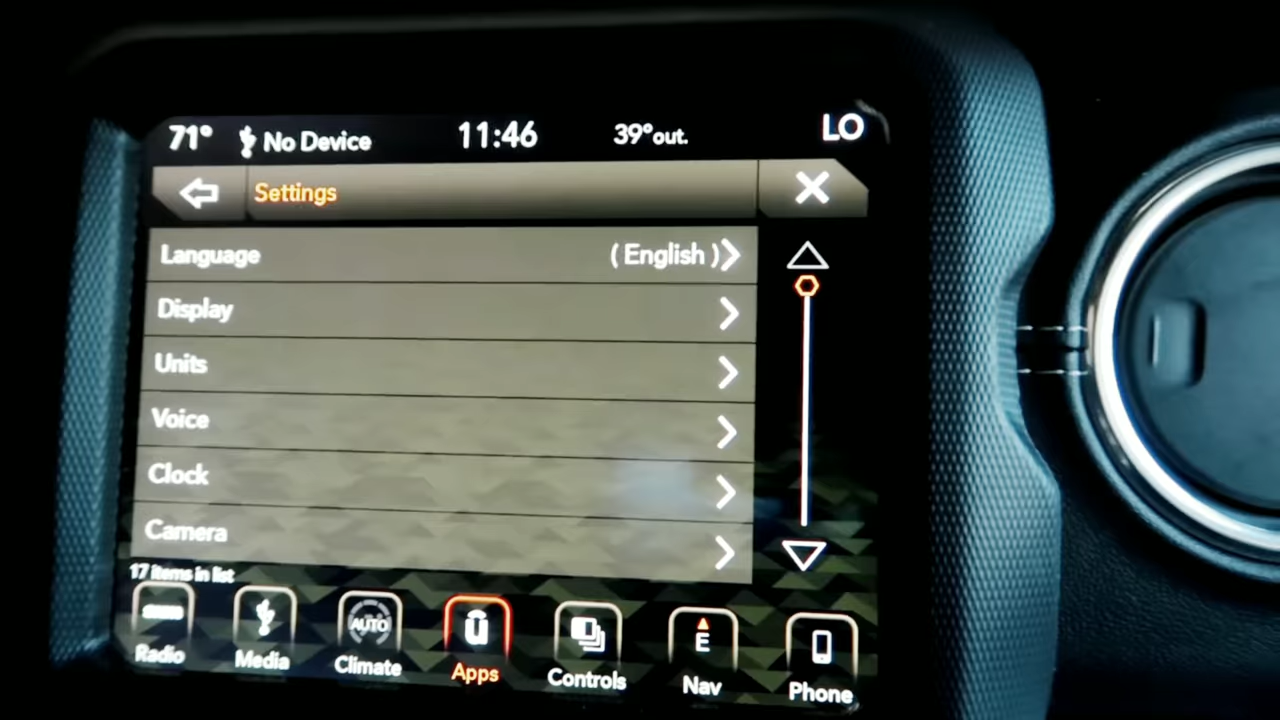 71° No Device 11:46 39°out. LO
Settings
Language ( English )
Display
Units
Voice
Clock
Camera
17 items in list
AUTO E
Radio Media Climate Apps Controls Nav Phone